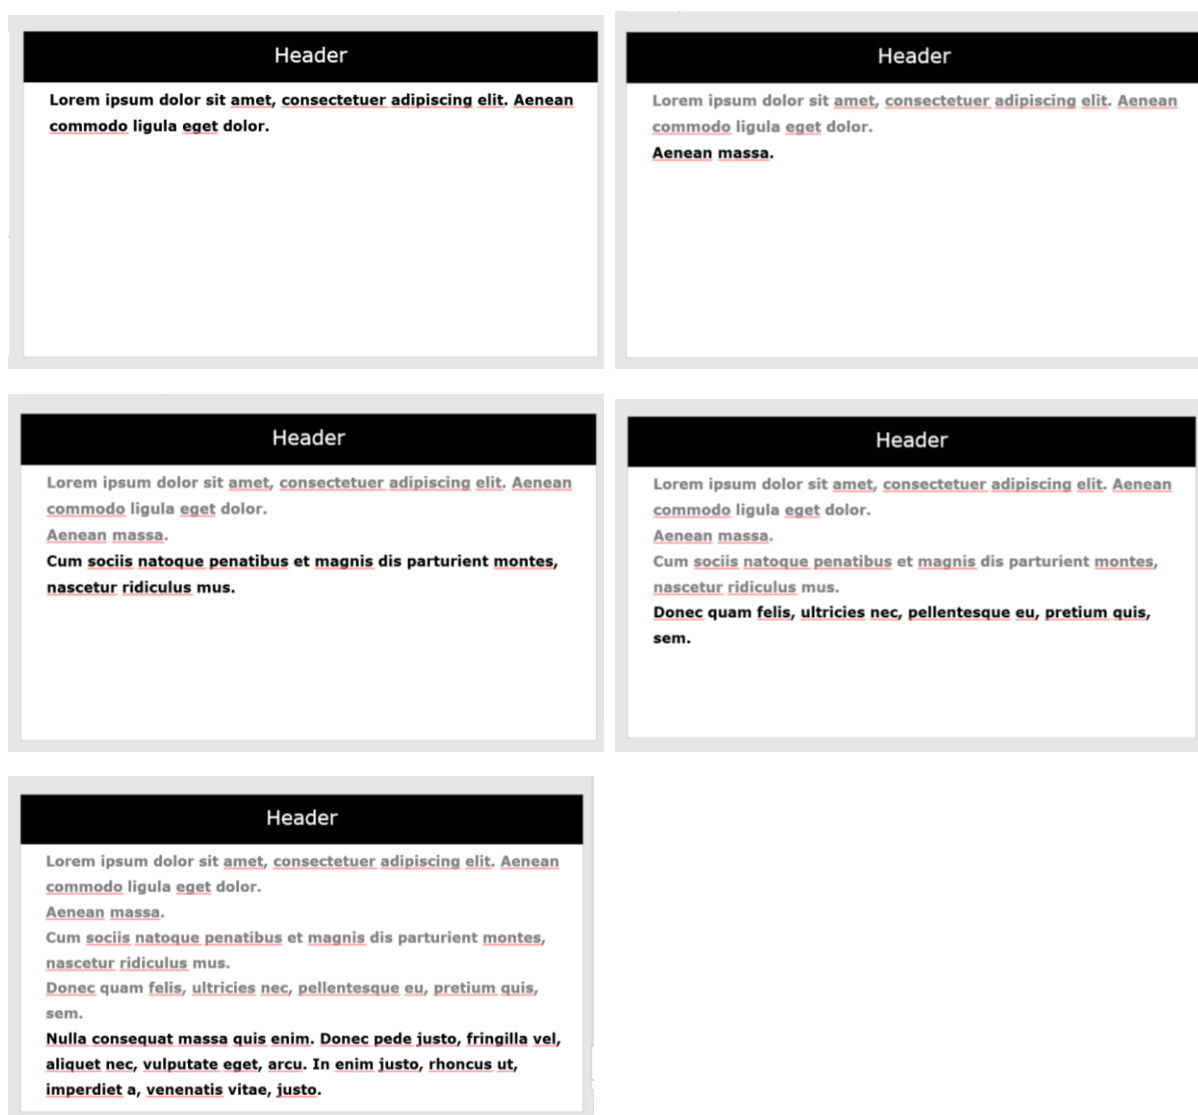 Header
Lorem ipsum dolor sit amet, consectetuer adipiscing elit. Aenean
commodo ligula eget dolor.
Header
Lorem ipsum dolor sit amet, consectetuer adipiscing elit. Aenean
commodo ligula eget dolor.
Aenean massa.
Header
Lorem ipsum dolor sit amet, consectetuer adipiscing elit. Aenean
commodo ligula eget dolor.
Aenean massa.
Cum sociis natoque penatibus et magnis dis parturient montes,
nascetur ridiculus mus.
Header
Lorem ipsum dolor sit amet, consectetuer adipiscing elit. Aenean
commodo ligula eget dolor.
Aenean massa.
Cum sociis natoque penatibus et magnis dis parturient montes,
nascetur ridiculus mus.
Donec quam felis, ultricies nec, pellentesque eu, pretium quis,
sem.
Header
Lorem ipsum dolor sit amet, consectetuer adipiscing elit. Aenean
commodo ligula eget dolor.
Aenean massa.
Cum sociis natoque penatibus et magnis dis parturient montes,
nascetur ridiculus mus.
Donec quam felis, ultricies nec, pellentesque eu, pretium quis,
sem.
Nulla consequat massa quis enim. Donec pede justo, fringilla vel,
aliquet nec, vulputate eget, arcu. In enim justo, rhoncus ut,
imperdiet a, venenatis vitae, justo.